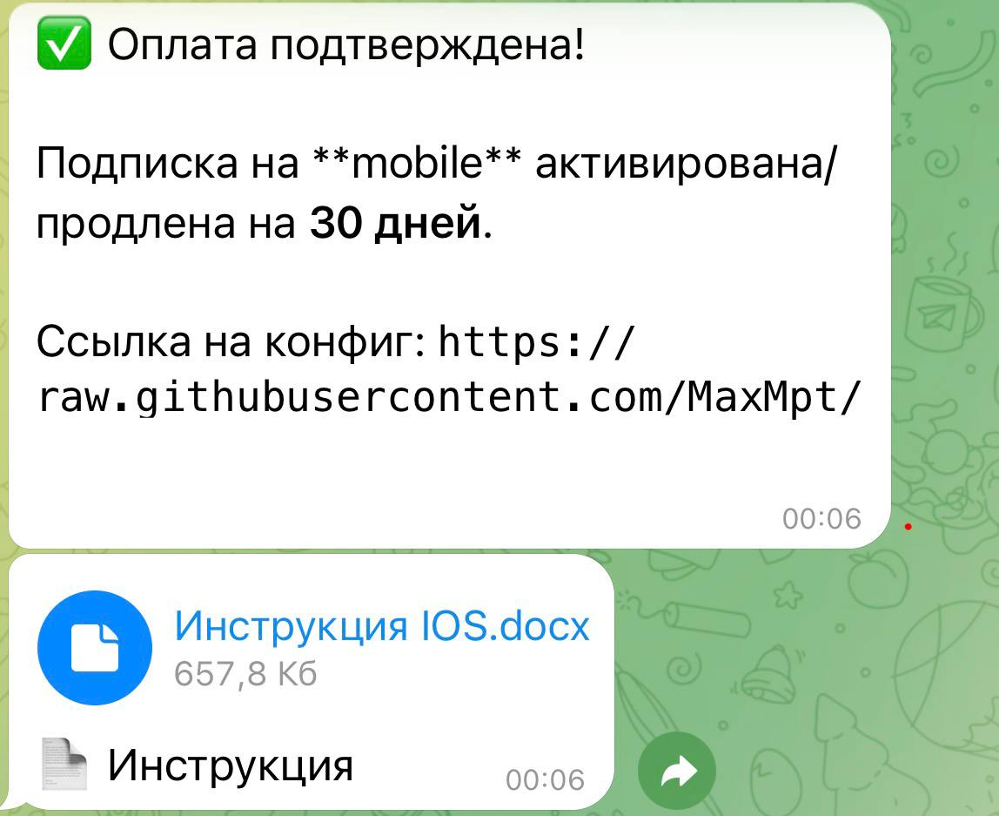 ✅ Оплата подтверждена!
Подписка на **mobile** активирована/
продлена на 30 дней.
Ссылка на конфиг: https://
raw.githubusercontent.com/MaxMpt/
00:06
Инструкция IOS.docx
657,8 Кб
Инструкция
00:06